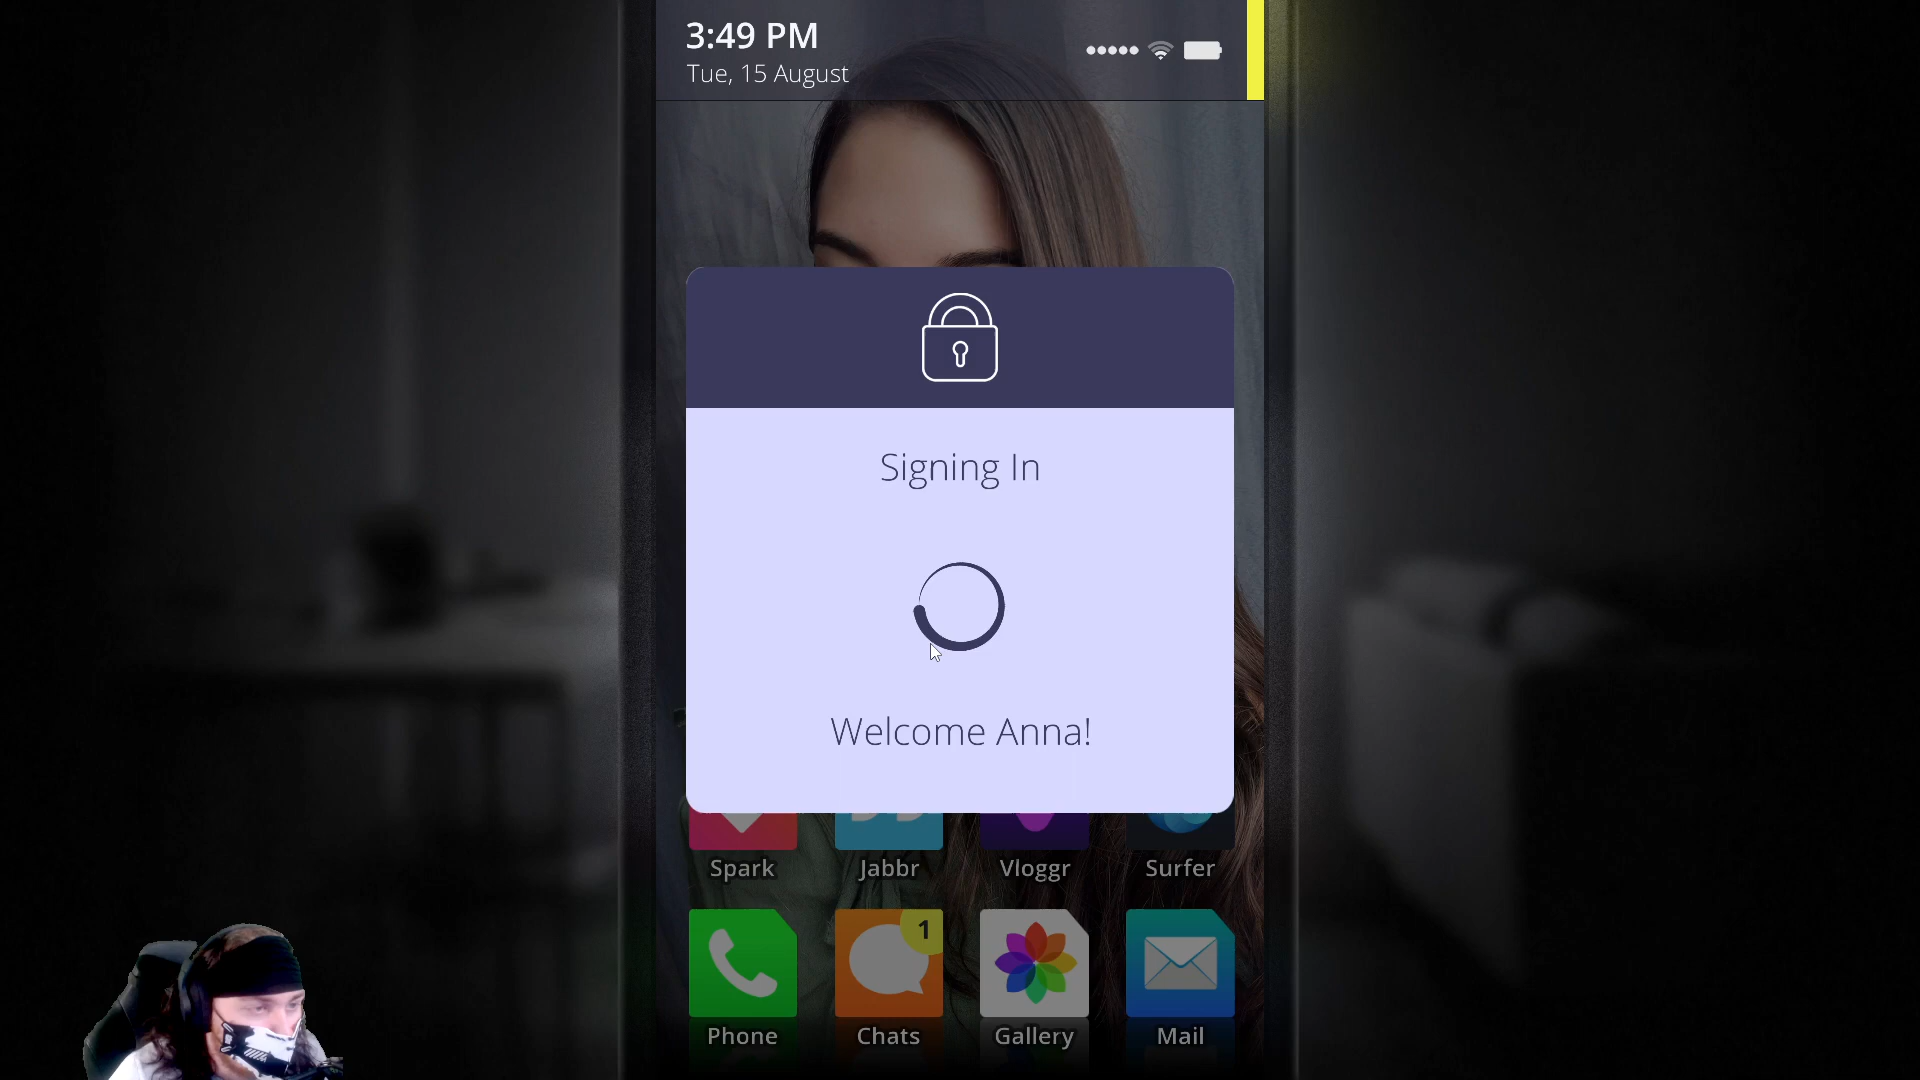 3:49 PM
Tue, 15 August
Signing In
Welcome Anna!
Spark
Jabbr
Vloggr
Surfer
1
Phone
Chats
Gallery
Mail